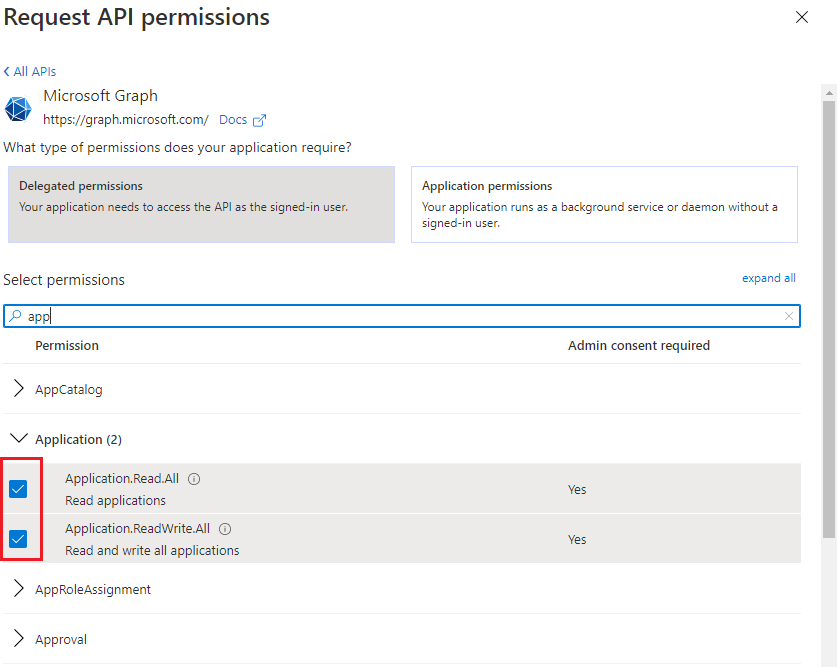 Request API permissions
All APIs
Microsoft Graph
https://graph.microsoft.com/ Docs
What type of permissions does your application require?
Delegated permissions
Your application needs to access the API as the signed-in user.
Application permissions
Your application runs as a background service or daemon without a
signed-in user.
Select permissions
expand all
app
Permission
Admin consent required
AppCatalog
Application (2)
Application.Read.All
Read applications
Yes
Application.ReadWrite.All
Read and write all applications
Yes
AppRoleAssignment
Approval